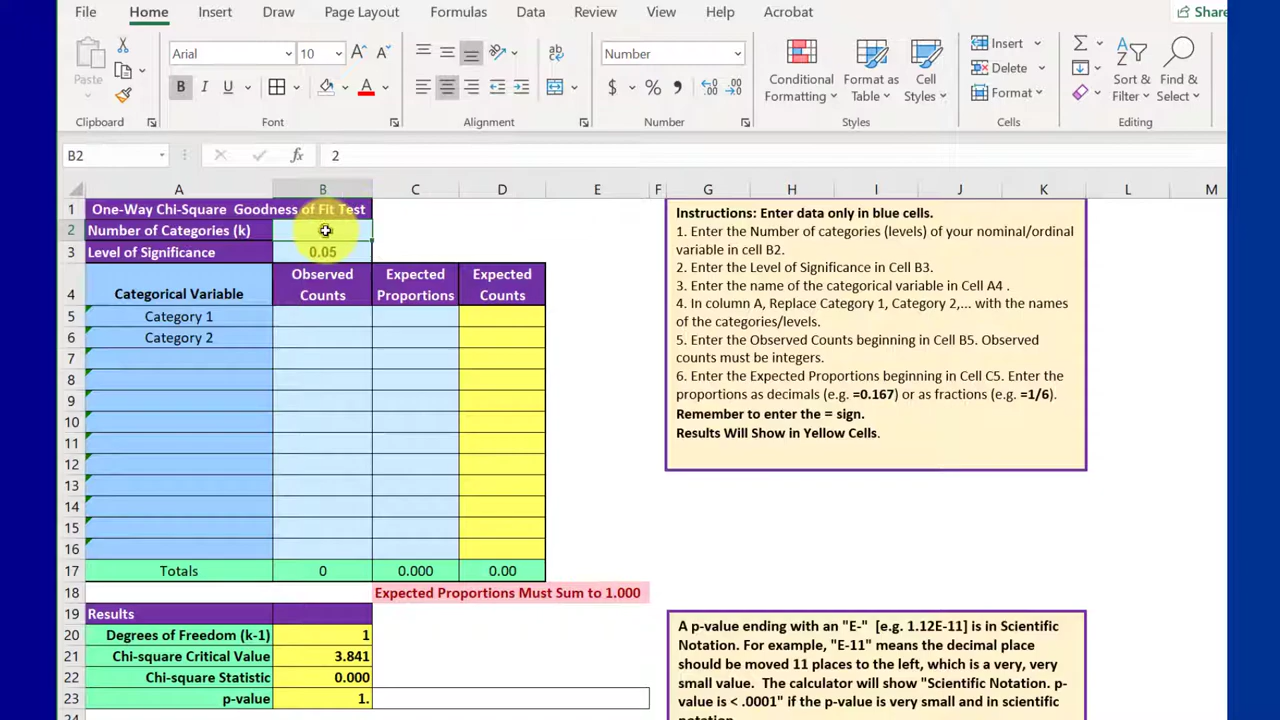 File Home Insert Draw Page Layout Formulas Data Review View Help Acrobat Share
Paste
Arial 10
B I U A
ab
Number
$ %
Conditional Formatting
Format as Table
Cell Styles
Insert
Delete
Format
Sort & Filter
Find & Select
Clipboard Font Alignment Number Styles Cells Editing
B2 fx 2
A B C D E F G H I J K L M
1 One-Way Chi-Square Goodness of Fit Test
2 Number of Categories (k)
3 Level of Significance 0.05
4 Categorical Variable Observed Counts Expected Proportions Expected Counts
5 Category 1
6 Category 2
7
8
9
10
11
12
13
14
15
16
17 Totals 0 0.000 0.00
18 Expected Proportions Must Sum to 1.000
19 Results
20 Degrees of Freedom (k-1) 1
21 Chi-square Critical Value 3.841
22 Chi-square Statistic 0.000
23 p-value 1.
24
Instructions: Enter data only in blue cells.
1. Enter the Number of categories (levels) of your nominal/ordinal
variable in cell B2.
2. Enter the Level of Significance in Cell B3.
3. Enter the name of the categorical variable in Cell A4 .
4. In column A, Replace Category 1, Category 2,... with the names
of the categories/levels.
5. Enter the Observed Counts beginning in Cell B5. Observed
counts must be integers.
6. Enter the Expected Proportions beginning in Cell C5. Enter the
proportions as decimals (e.g. =0.167) or as fractions (e.g. =1/6).
Remember to enter the = sign.
Results Will Show in Yellow Cells.
A p-value ending with an "E-" [e.g. 1.12E-11] is in Scientific
Notation. For example, "E-11" means the decimal place
should be moved 11 places to the left, which is a very, very
small value. The calculator will show "Scientific Notation. p-
value is < .0001" if the p-value is very small and in scientific
notation.